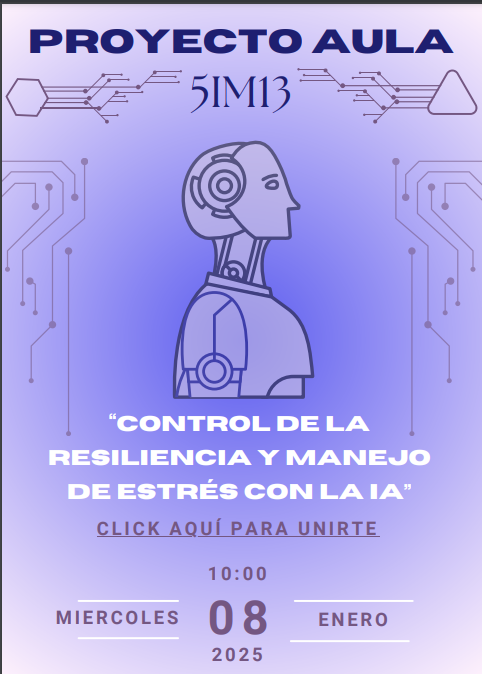 PROYECTO AULA
5IM13
“CONTROL DE LA
RESILIENCIA Y MANEJO
DE ESTRÉS CON LA IA”
CLICK AQUÍ PARA UNIRTE
10:00
MIERCOLES 08 ENERO
2025